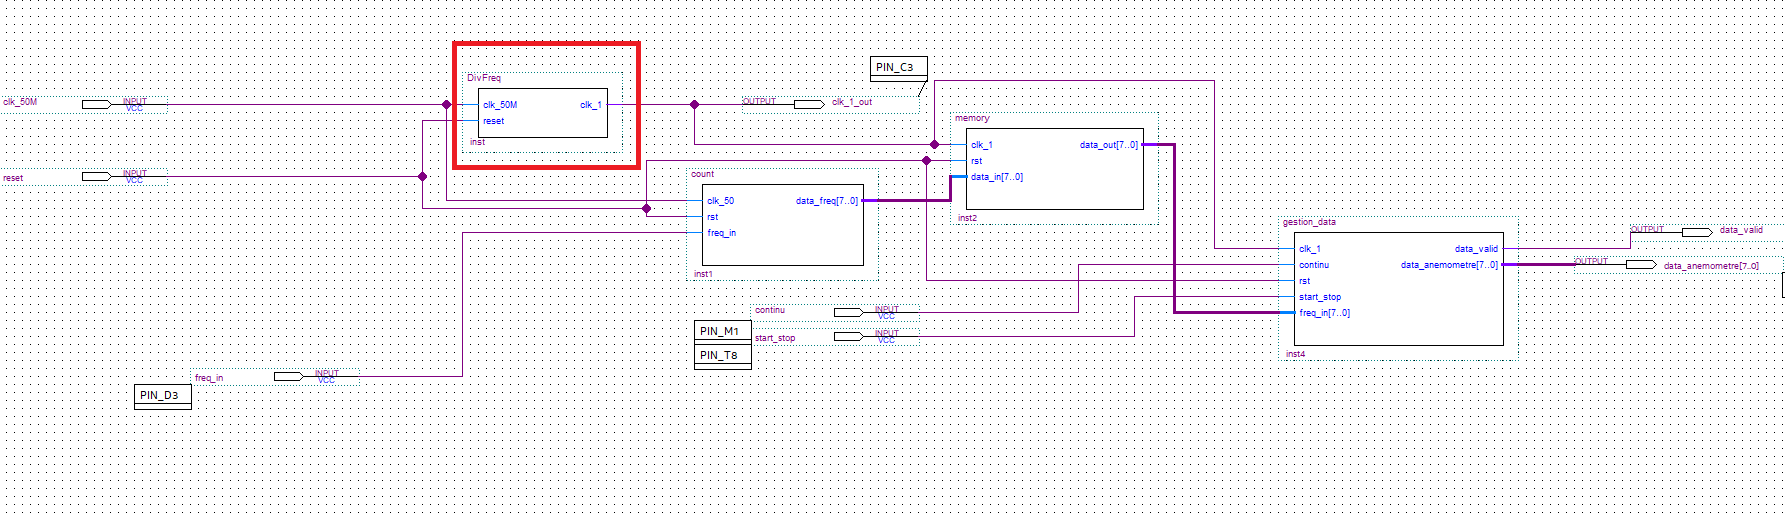 PIN_C3
DivFreq
clk_50M
INPUT
VCC
clk_50M
clk_1
OUTPUT
clk_1_out
reset
inst
memory
clk_1
data_out[7..0]
rst
data_in[7..0]
inst2
reset
INPUT
VCC
count
clk_50
data_freq[7..0]
rst
freq_in
inst1
gestion_data
clk_1
data_valid
continu
data_anemometre[7..0]
rst
start_stop
freq_in[7..0]
inst4
OUTPUT
data_valid
OUTPUT
data_anemometre[7..0]
continu
INPUT
VCC
PIN_M1
start_stop
INPUT
VCC
PIN_T8
freq_in
INPUT
VCC
PIN_D3